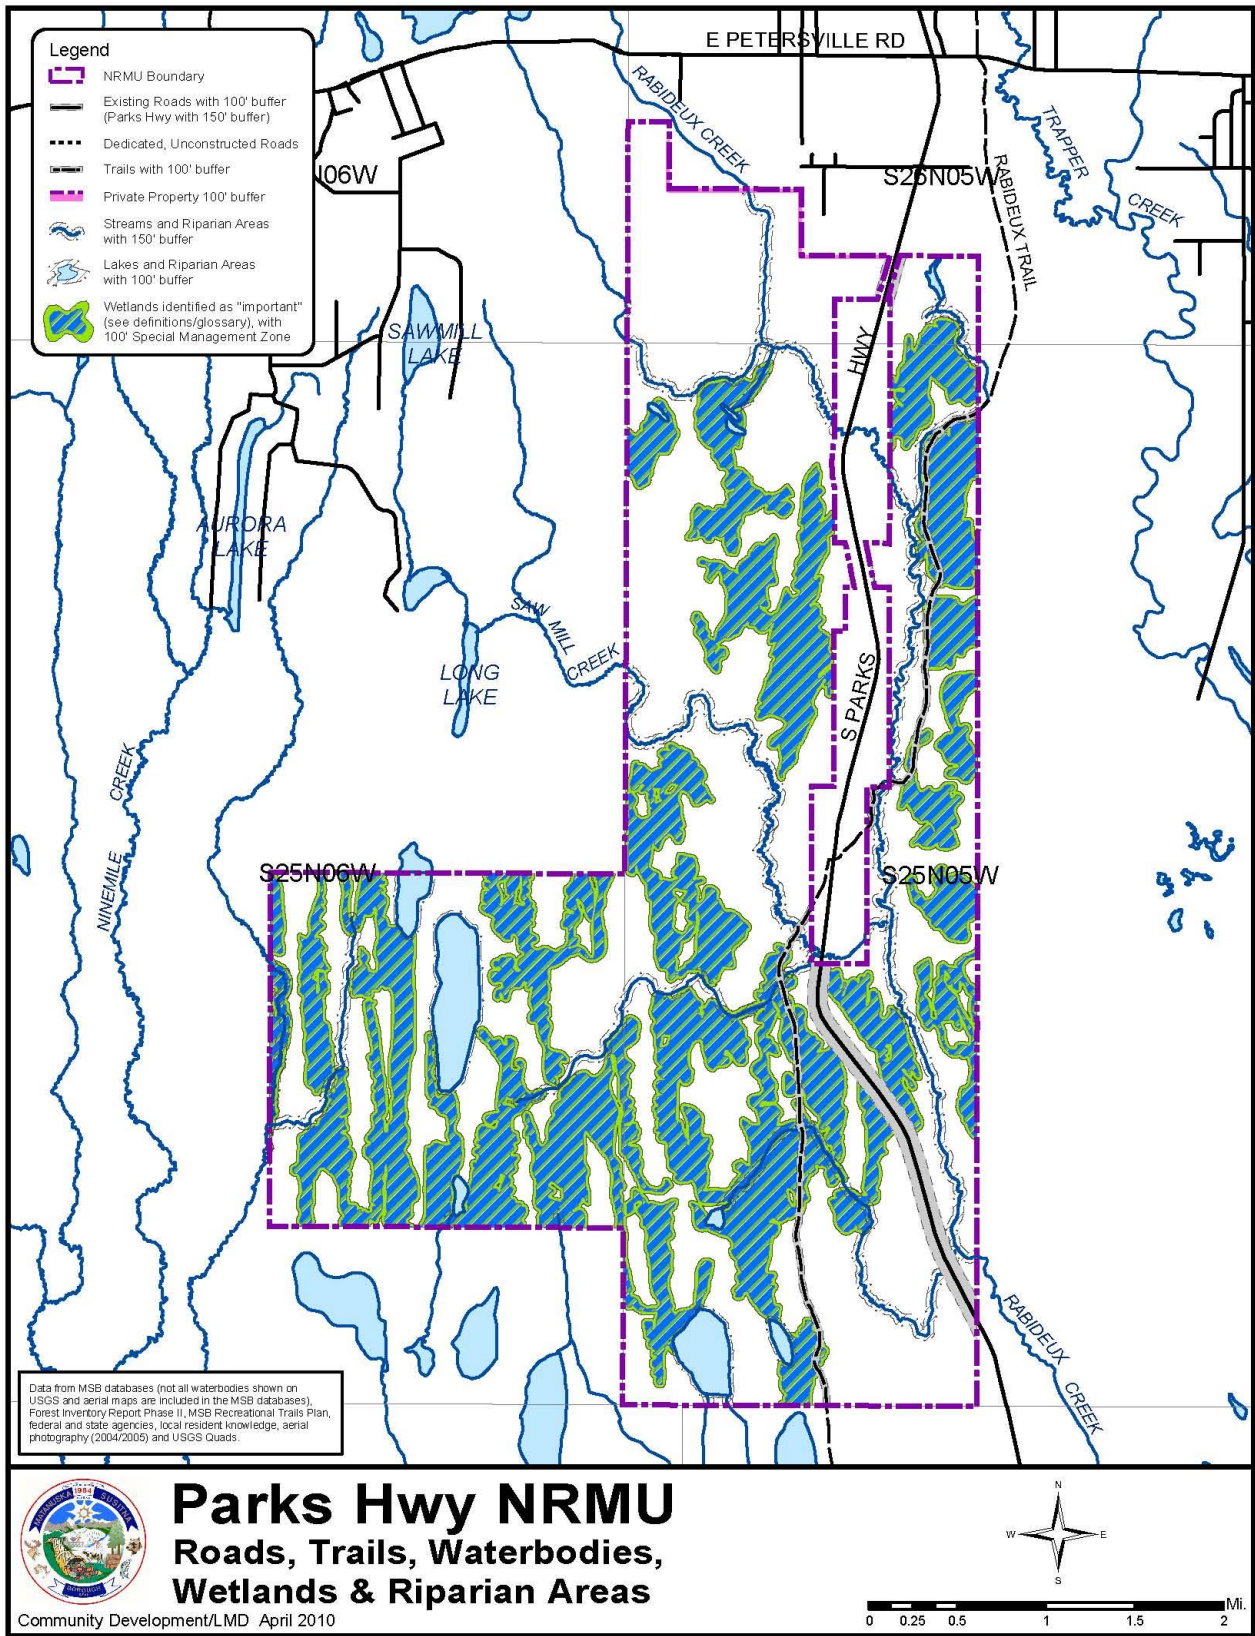 Legend
NRMU Boundary
Existing Roads with 100' buffer
(Parks Hwy with 150' buffer)
Dedicated, Unconstructed Roads
Trails with 100' buffer
Private Property 100' buffer
Streams and Riparian Areas
with 150' buffer
Lakes and Riparian Areas
with 100' buffer
Wetlands identified as "important"
(see definitions/glossary), with
100' Special Management Zone
E PETERSVILLE RD
RABIDEUX CREEK
TRAPPER
CREEK
N06W
S26N05W
RABIDEUX TRAIL
SAWMILL
LAKE
HWY
AURORA
LAKE
SAW MILL
CREEK
LONG
LAKE
S PARKS
NINEMILE CREEK
S25N06W
S25N05W
RABIDEUX
CREEK
Data from MSB databases (not all waterbodies shown on
USGS and aerial maps are included in the MSB databases),
Forest Inventory Report Phase II, MSB Recreational Trails Plan,
federal and state agencies, local resident knowledge, aerial
photography (2004/2005) and USGS Quads.
MATANUSKA 1964 SUSITNA
BOROUGH
Parks Hwy NRMU
Roads, Trails, Waterbodies,
Wetlands & Riparian Areas
Community Development/LMD April 2010
N
W E
S
0 0.25 0.5 1 1.5 2 Mi.